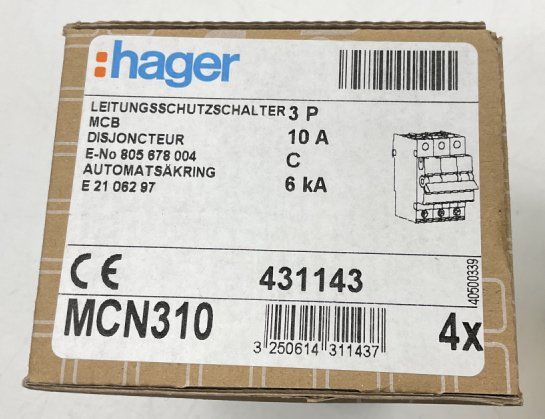 :hager
LEITUNGSSCHUTZSCHALTER 3 P
MCB
DISJONCTEUR 10 A
E-No 805 678 004 C
AUTOMATSÄKRING 6 kA
E 21 062 97
CE 431143
40500339
MCN310
3 250614 311437
4x